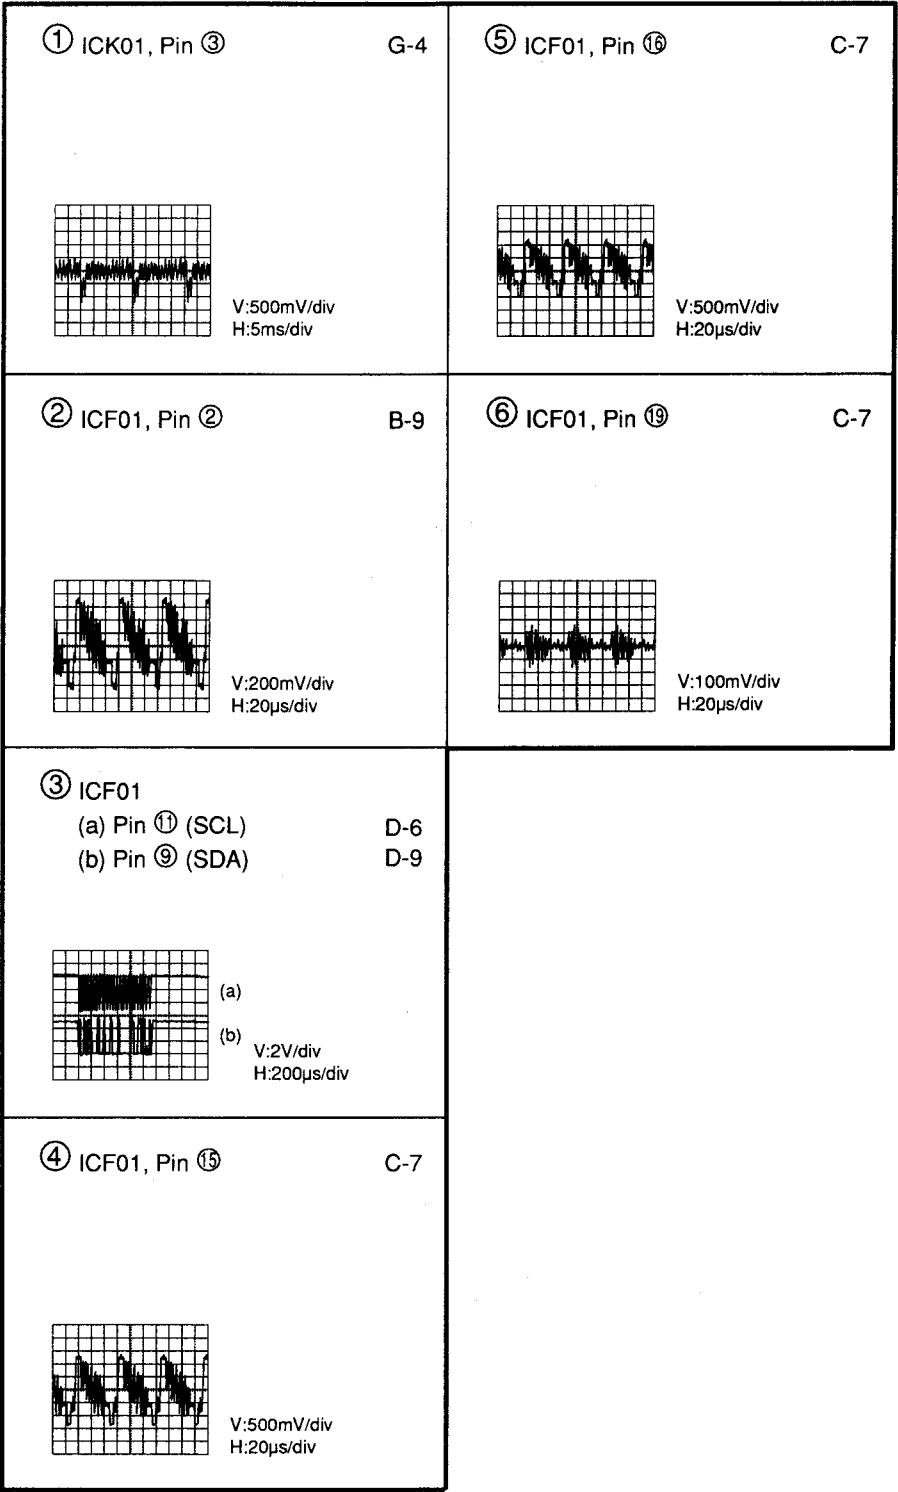 ① ICK01, Pin ③ G-4
V:500mV/div
H:5ms/div
② ICF01, Pin ② B-9
V:200mV/div
H:20µs/div
③ ICF01
(a) Pin ⑪ (SCL) D-6
(b) Pin ⑨ (SDA) D-9
(a)
(b)
V:2V/div
H:200µs/div
④ ICF01, Pin ⑮ C-7
V:500mV/div
H:20µs/div
⑤ ICF01, Pin ⑯ C-7
V:500mV/div
H:20µs/div
⑥ ICF01, Pin ⑲ C-7
V:100mV/div
H:20µs/div